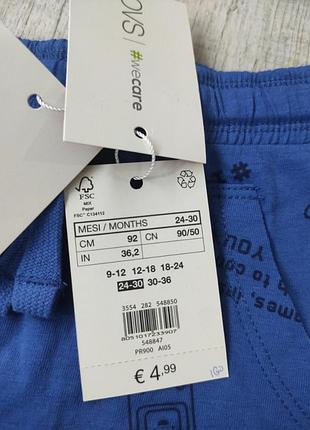 OVS | #wecare
FSC
MIX
Paper
FSC® C134112
MESI / MONTHS 24-30
CM 92 CN 90/50
IN 36,2
9-12 12-18 18-24
24-30 30-36
3554 282 548850
8051017233907
548847
PR900 AI05
€ 4,99
YOU